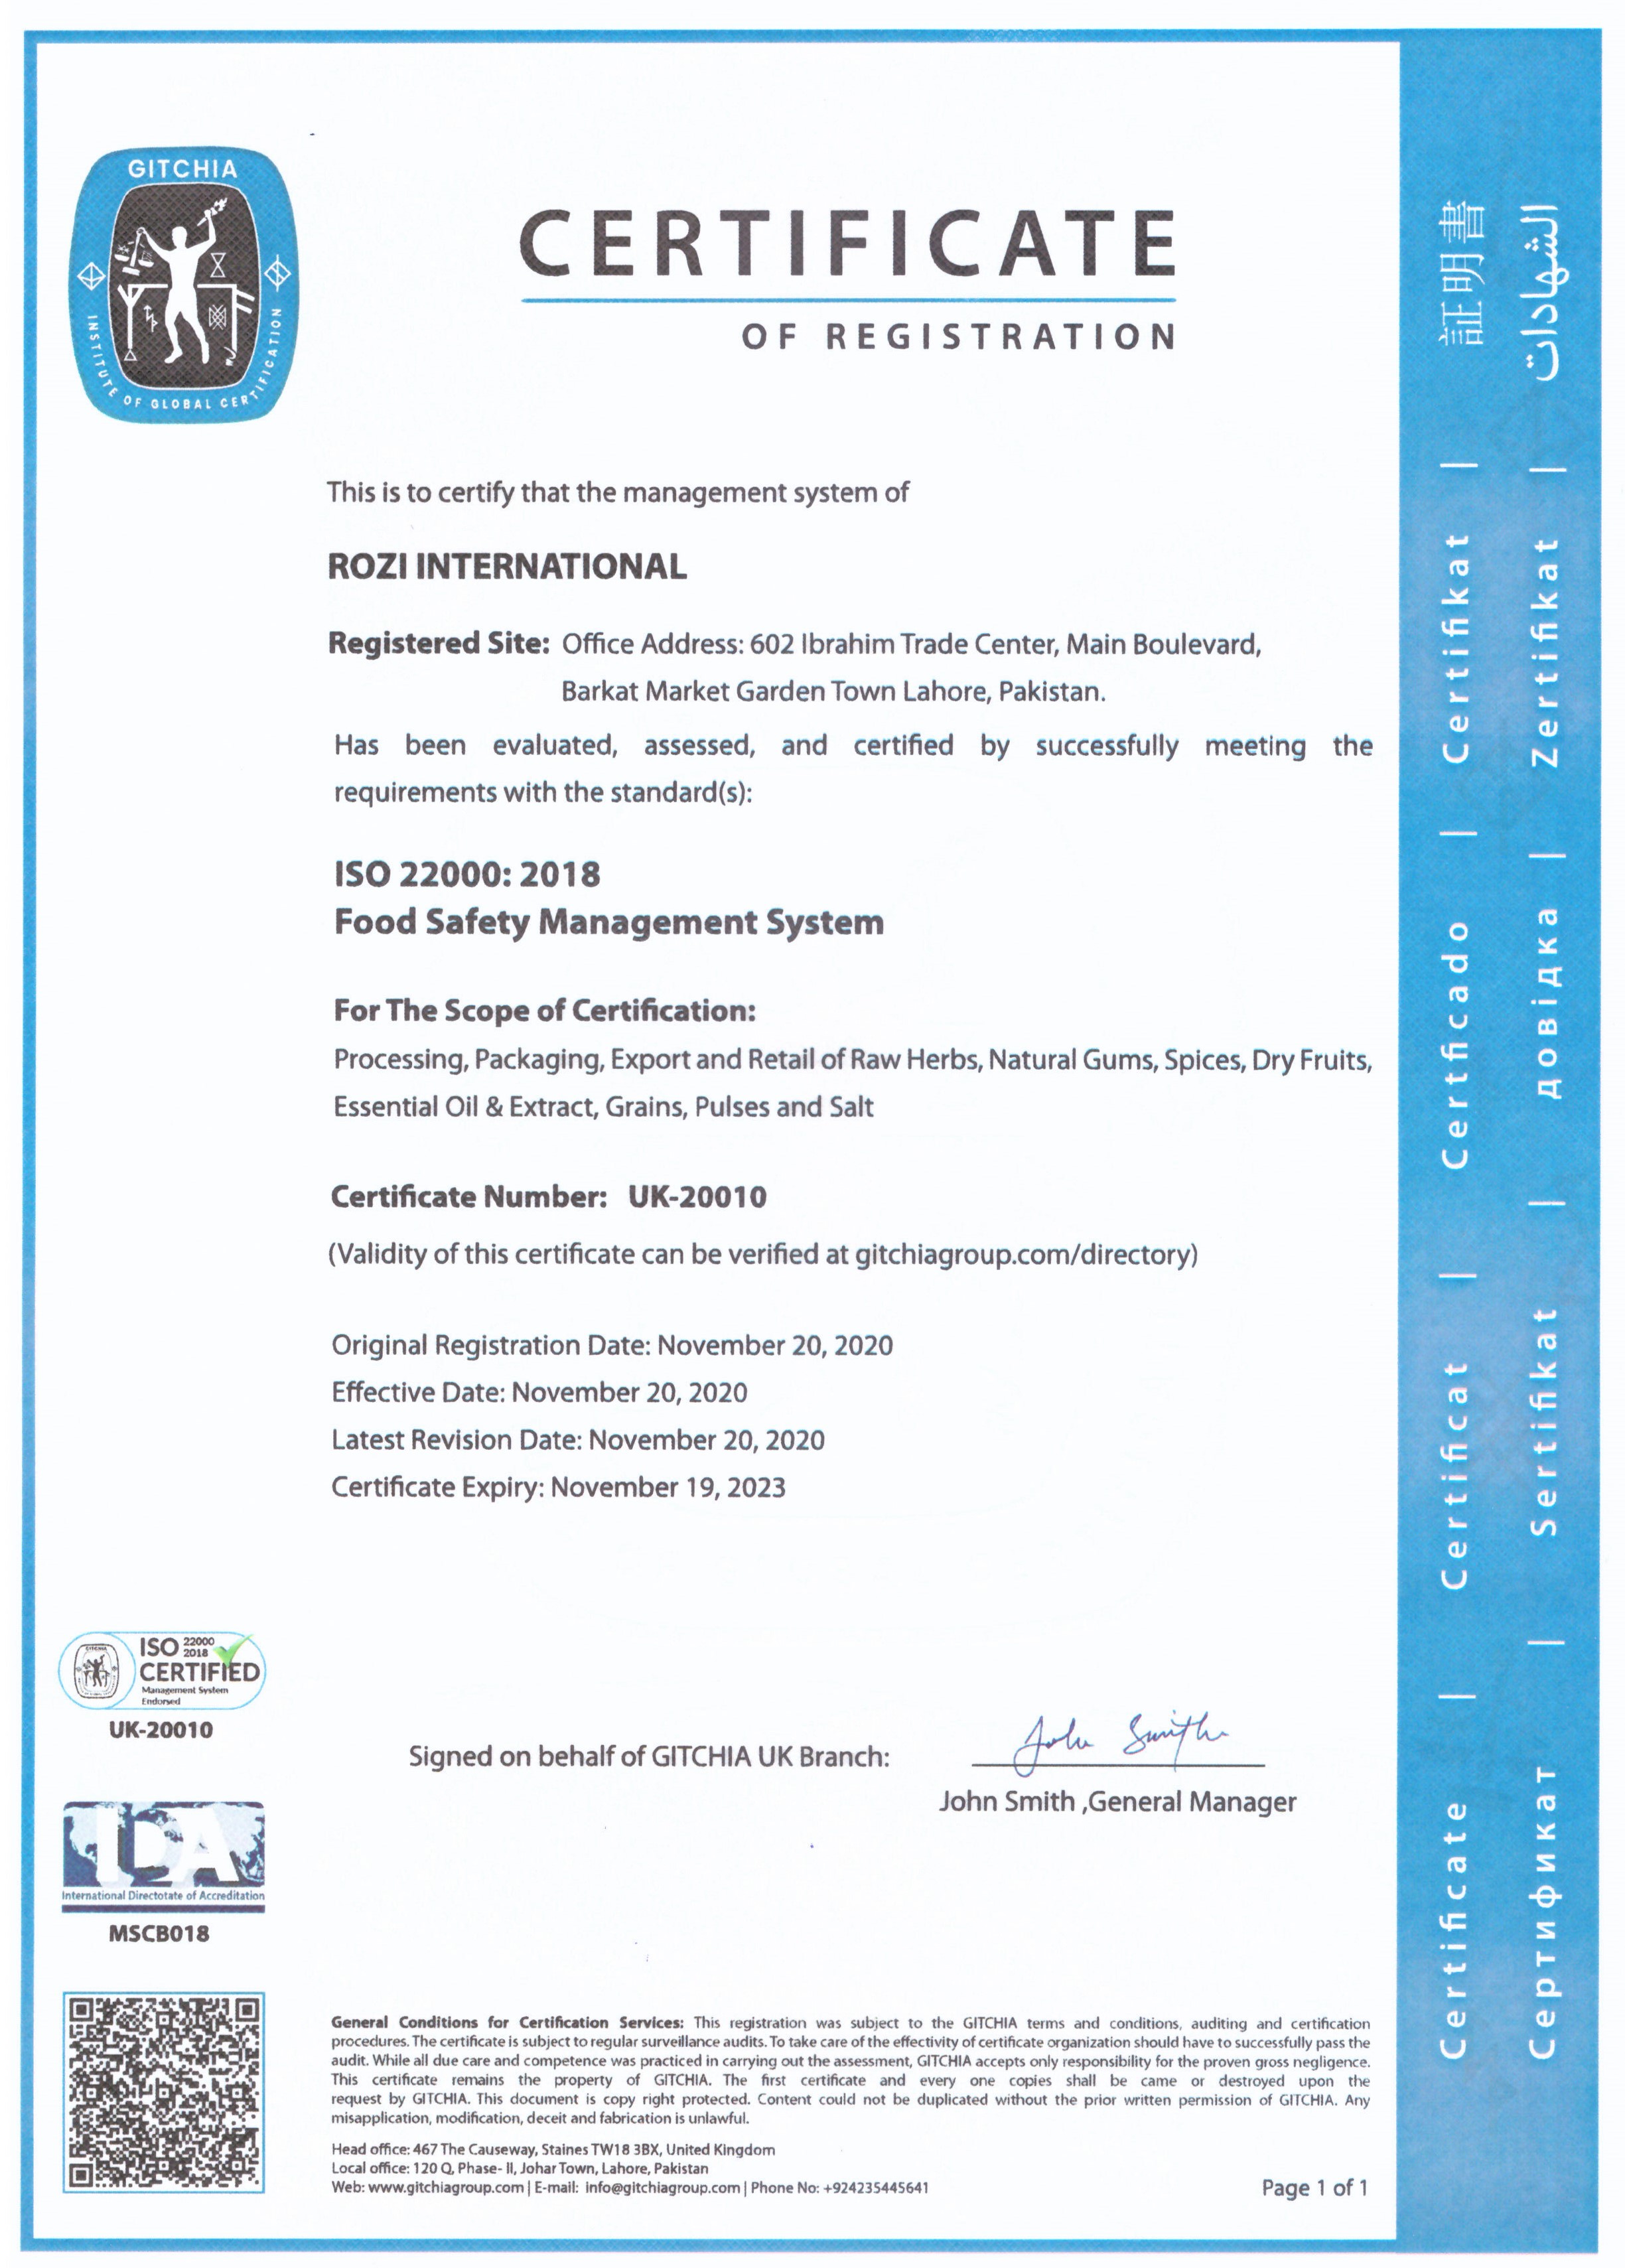 GITCHIA
INSTITUTE OF GLOBAL CERTIFICATION
CERTIFICATE
OF REGISTRATION
This is to certify that the management system of
ROZI INTERNATIONAL
Registered Site: Office Address: 602 Ibrahim Trade Center, Main Boulevard,
Barkat Market Garden Town Lahore, Pakistan.
Has been evaluated, assessed, and certified by successfully meeting the
requirements with the standard(s):
ISO 22000: 2018
Food Safety Management System
For The Scope of Certification:
Processing, Packaging, Export and Retail of Raw Herbs, Natural Gums, Spices, Dry Fruits,
Essential Oil & Extract, Grains, Pulses and Salt
Certificate Number: UK-20010
(Validity of this certificate can be verified at gitchiagroup.com/directory)
Original Registration Date: November 20, 2020
Effective Date: November 20, 2020
Latest Revision Date: November 20, 2020
Certificate Expiry: November 19, 2023
GITCHIA
ISO 22000 2018
CERTIFIED
Management System
Endorsed
UK-20010
Signed on behalf of GITCHIA UK Branch:
John Smith
John Smith ,General Manager
IDA
International Directotate of Accreditation
MSCB018
General Conditions for Certification Services: This registration was subject to the GITCHIA terms and conditions, auditing and certification
procedures. The certificate is subject to regular surveillance audits. To take care of the effectivity of certificate organization should have to successfully pass the
audit. While all due care and competence was practiced in carrying out the assessment, GITCHIA accepts only responsibility for the proven gross negligence.
This certificate remains the property of GITCHIA. The first certificate and every one copies shall be came or destroyed upon the
request by GITCHIA. This document is copy right protected. Content could not be duplicated without the prior written permission of GITCHIA. Any
misapplication, modification, deceit and fabrication is unlawful.
Head office: 467 The Causeway, Staines TW18 3BX, United Kingdom
Local office: 120 Q, Phase- II, Johar Town, Lahore, Pakistan
Web: www.gitchiagroup.com | E-mail: info@gitchiagroup.com | Phone No: +924235445641
Page 1 of 1
Certificate | Certificat | Certficado | Certifikat | 証明書
Сертификат | Sertifikat | довідка | Zertifikat | الشهادات